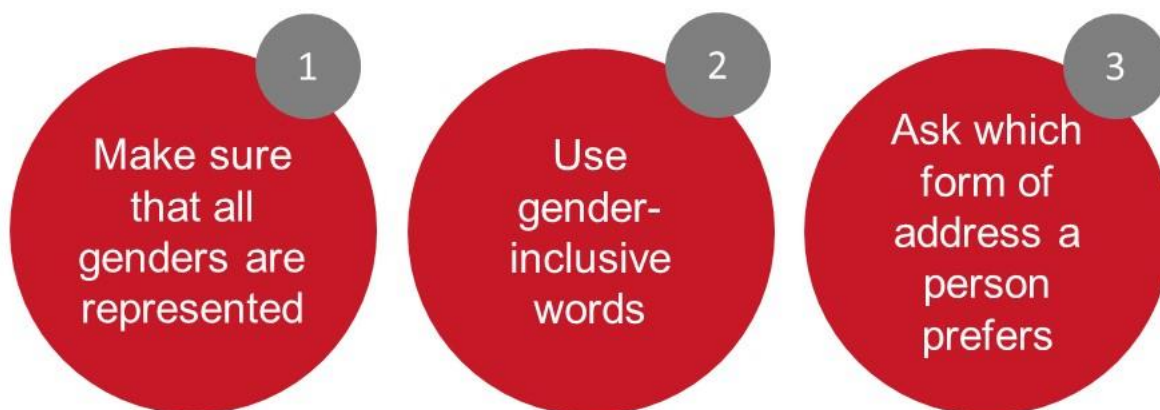 1
Make sure
that all
genders are
represented
2
Use
gender-
inclusive
words
3
Ask which
form of
address a
person
prefers